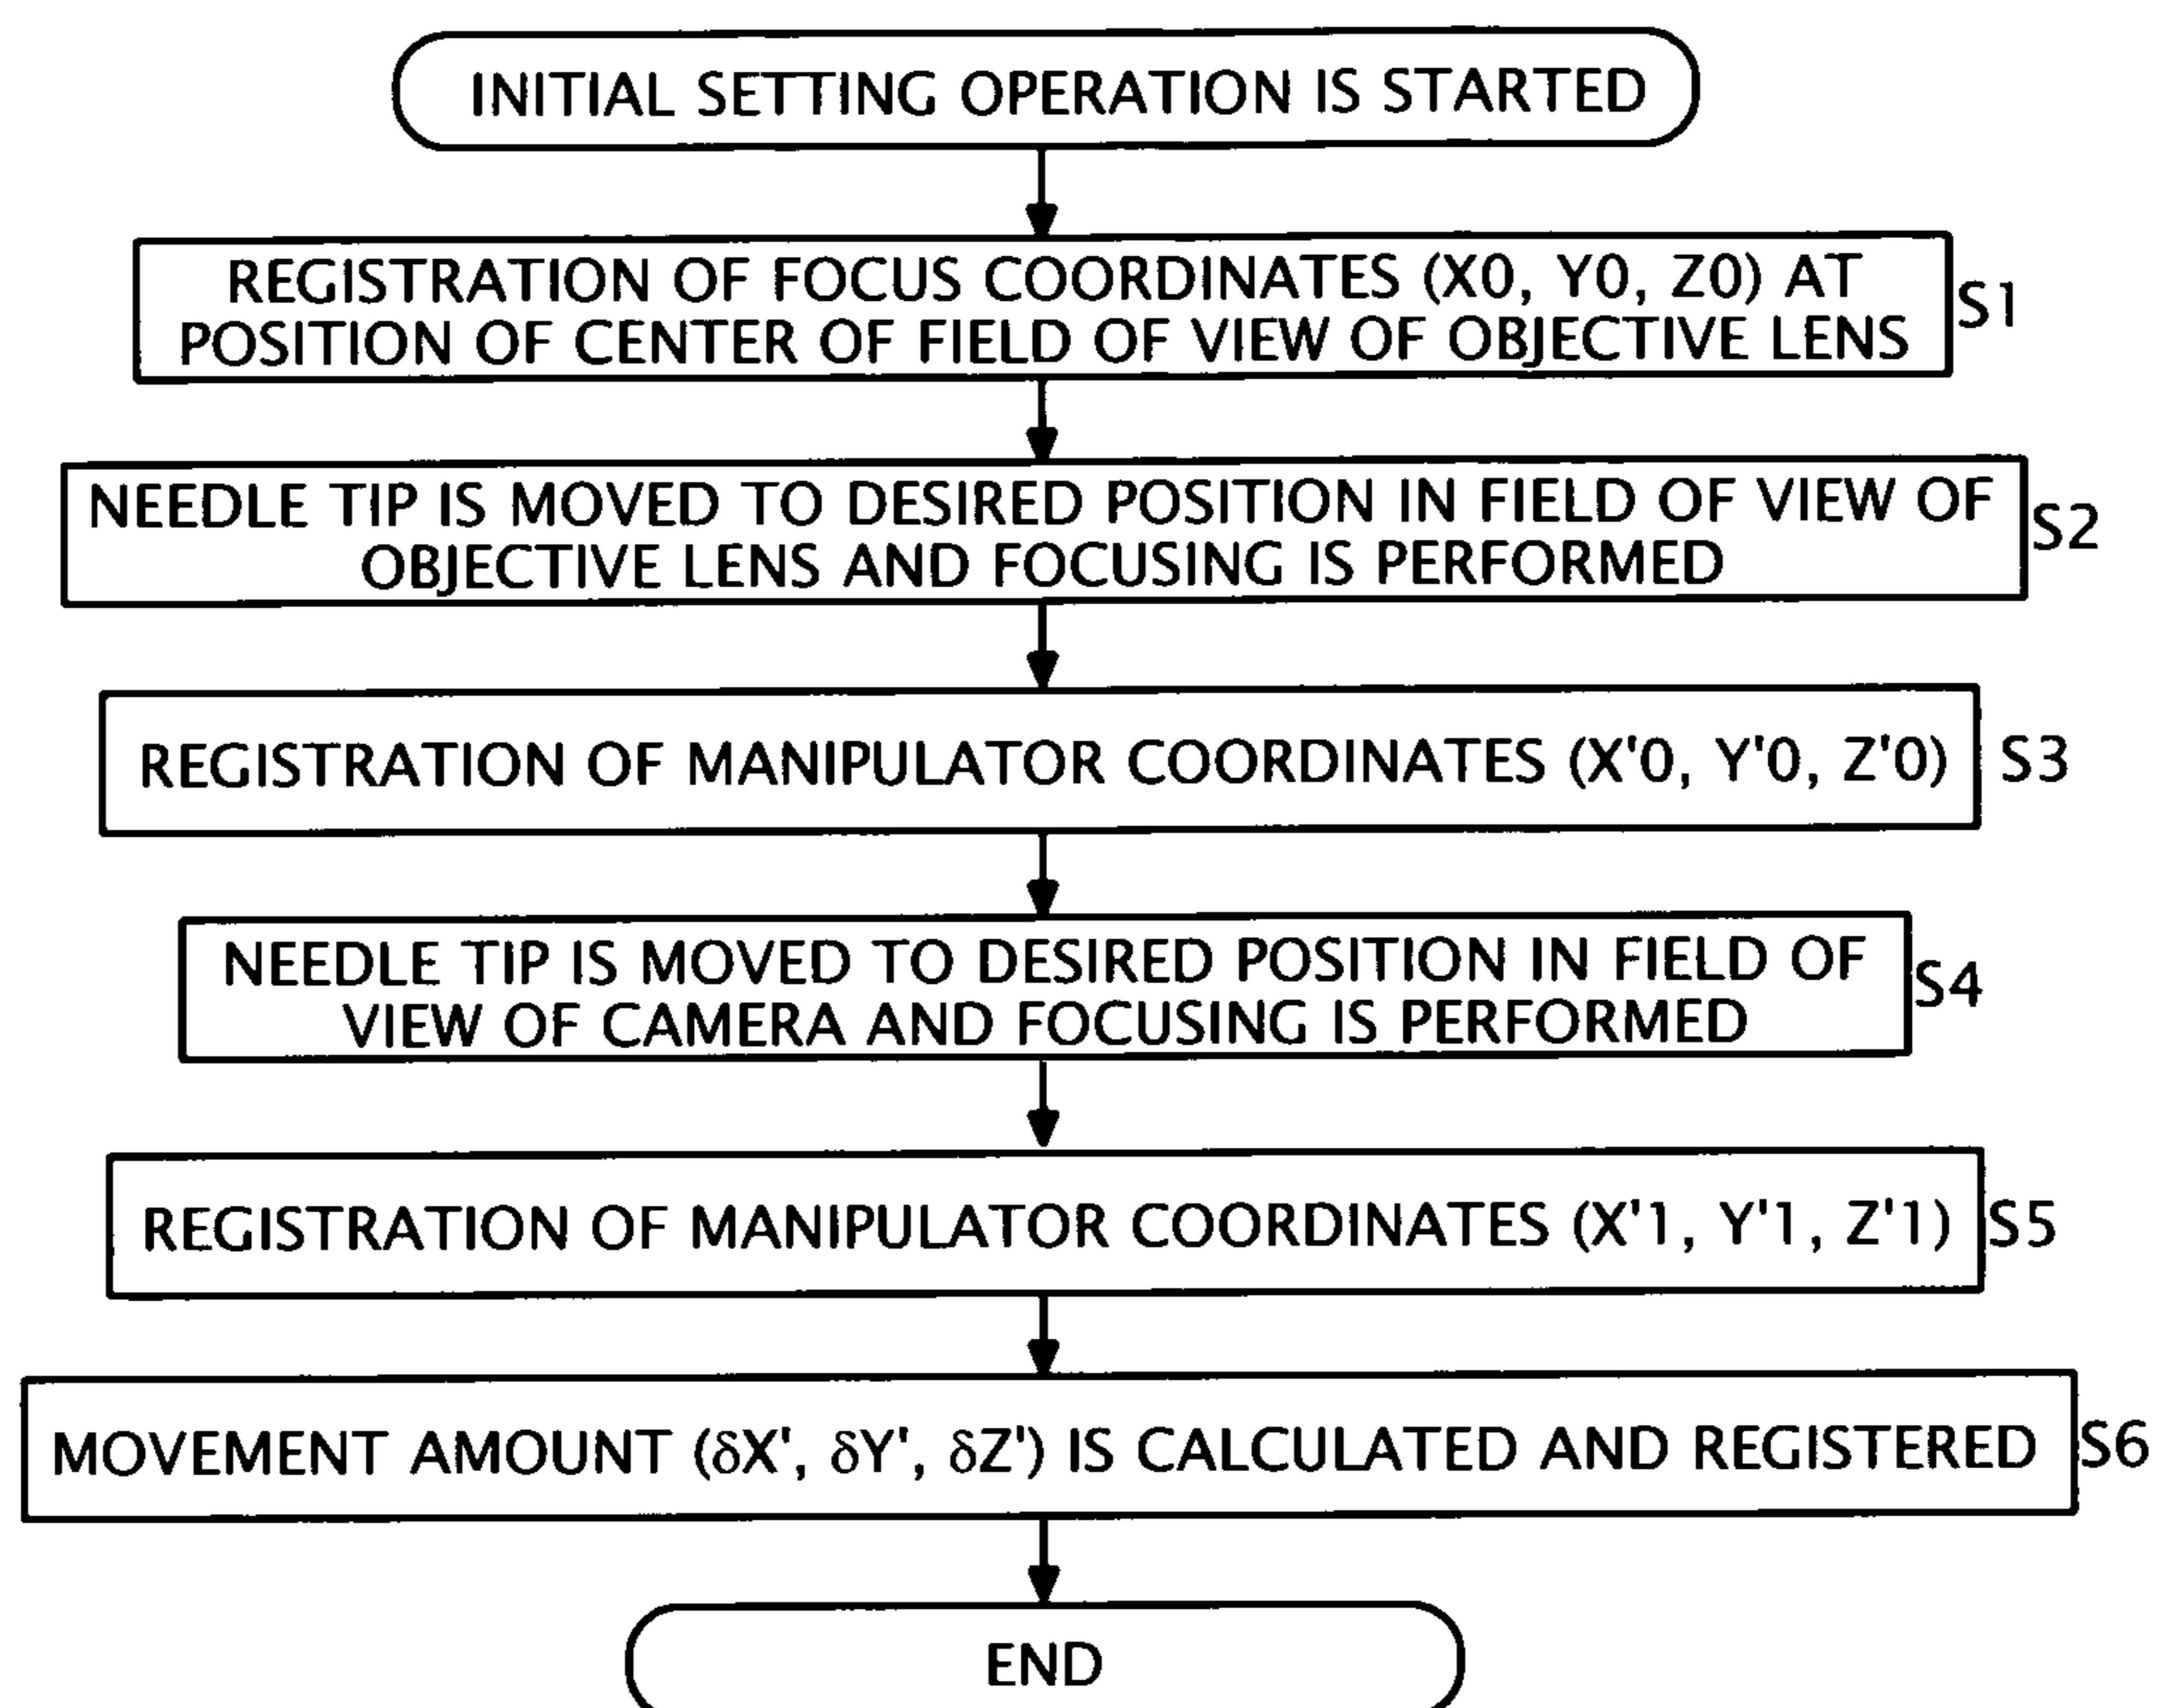 INITIAL SETTING OPERATION IS STARTED
REGISTRATION OF FOCUS COORDINATES (X0, Y0, Z0) AT
POSITION OF CENTER OF FIELD OF VIEW OF OBJECTIVE LENS
S1
NEEDLE TIP IS MOVED TO DESIRED POSITION IN FIELD OF VIEW OF
OBJECTIVE LENS AND FOCUSING IS PERFORMED
S2
REGISTRATION OF MANIPULATOR COORDINATES (X'0, Y'0, Z'0)
S3
NEEDLE TIP IS MOVED TO DESIRED POSITION IN FIELD OF
VIEW OF CAMERA AND FOCUSING IS PERFORMED
S4
REGISTRATION OF MANIPULATOR COORDINATES (X'1, Y'1, Z'1)
S5
MOVEMENT AMOUNT (δX', δY', δZ') IS CALCULATED AND REGISTERED
S6
END